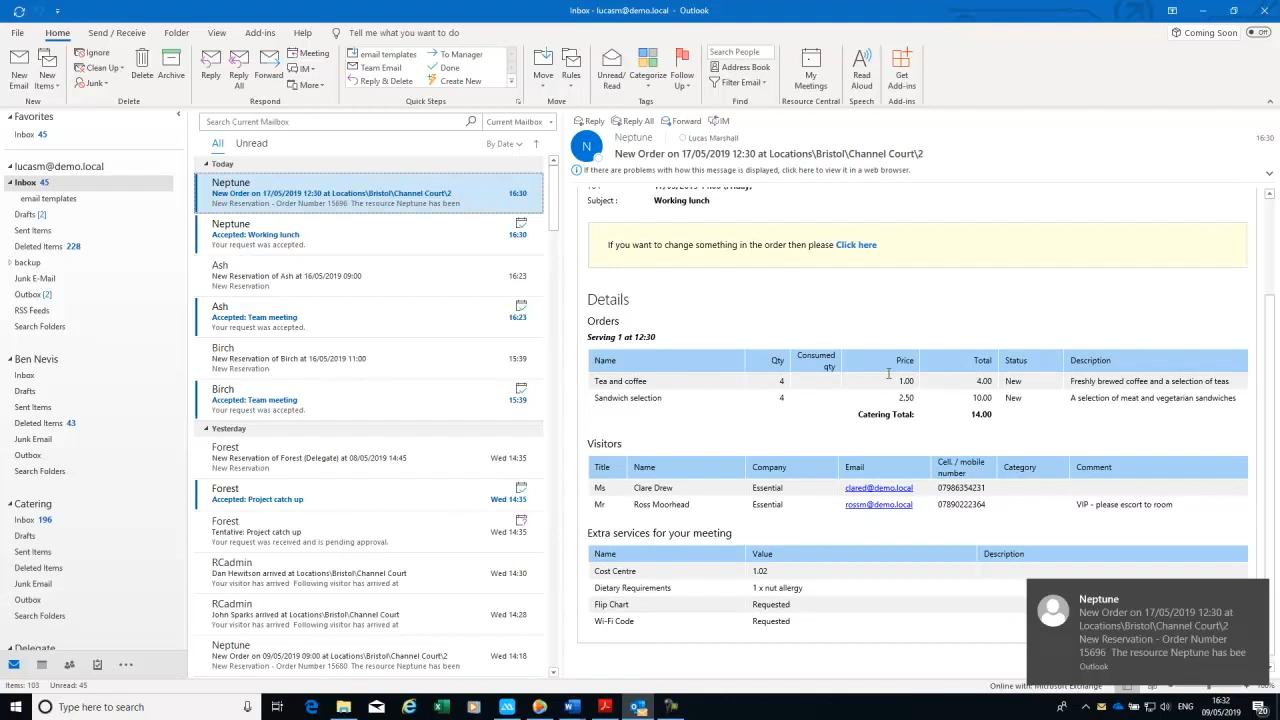 Inbox - lucasm@demo.local - Outlook
File Home Send / Receive Folder View Add-ins Help Tell me what you want to do
Coming Soon Off
New Email New Items
New
Ignore
Clean Up
Junk
Delete Archive
Delete
Reply Reply All Forward
Meeting
IM
More
Respond
email templates To Manager
Team Email Done
Reply & Delete Create New
Quick Steps
Move Rules
Move
Unread/ Read Categorize Follow Up
Tags
Search People
Address Book
Filter Email
Find
My Meetings
Resource Central
Read Aloud
Speech
Get Add-ins
Add-ins
Favorites
Inbox 45
lucasm@demo.local
Inbox 45
email templates
Drafts [2]
Sent Items
Deleted Items 228
backup
Junk E-Mail
Outbox [2]
RSS Feeds
Search Folders
Ben Nevis
Inbox
Drafts
Sent Items
Deleted Items 43
Junk Email
Outbox
Search Folders
Catering
Inbox 196
Drafts
Sent Items
Deleted Items
Junk Email
Outbox
Search Folders
Delegate
Search Current Mailbox Current Mailbox
All Unread By Date
Today
Neptune
New Order on 17/05/2019 12:30 at Locations\Bristol\Channel Court\2 16:30
New Reservation - Order Number 15696 The resource Neptune has been
Neptune
Accepted: Working lunch 16:30
Your request was accepted.
Ash
New Reservation of Ash at 16/05/2019 09:00 16:23
New Reservation
Ash
Accepted: Team meeting 16:23
Your request was accepted.
Birch
New Reservation of Birch at 16/05/2019 11:00 15:39
New Reservation
Birch
Accepted: Team meeting 15:39
Your request was accepted.
Yesterday
Forest
New Reservation of Forest (Delegate) at 08/05/2019 14:45 Wed 14:35
New Reservation
Forest
Accepted: Project catch up Wed 14:35
Forest
Tentative: Project catch up Wed 14:35
Your request was received and is pending approval.
RCadmin
Dan Hewitson arrived at Locations\Bristol\Channel Court Wed 14:30
Your visitor has arrived Following visitor has arrived at
RCadmin
John Sparks arrived at Locations\Bristol\Channel Court Wed 14:28
Your visitor has arrived Following visitor has arrived at
Neptune
New Order on 09/05/2019 09:00 at Locations\Bristol\Channel Court\2 Wed 14:18
New Reservation - Order Number 15680 The resource Neptune has been
Reply Reply All Forward IM
N
Neptune Lucas Marshall 16:30
New Order on 17/05/2019 12:30 at Locations\Bristol\Channel Court\2
If there are problems with how this message is displayed, click here to view it in a web browser.
Subject : Working lunch
If you want to change something in the order then please Click here
Details
Orders
Serving 1 at 12:30
Name Qty Consumed qty Price Total Status Description
Tea and coffee 4 1.00 4.00 New Freshly brewed coffee and a selection of teas
Sandwich selection 4 2.50 10.00 New A selection of meat and vegetarian sandwiches
Catering Total: 14.00
Visitors
Title Name Company Email Cell. / mobile number Category Comment
Ms Clare Drew Essential clared@demo.local 07986354231
Mr Ross Moorhead Essential rossm@demo.local 07890222364 VIP - please escort to room
Extra services for your meeting
Name Value Description
Cost Centre 1.02
Dietary Requirements 1 x nut allergy
Flip Chart Requested
Wi-Fi Code Requested
Neptune
New Order on 17/05/2019 12:30 at
Locations\Bristol\Channel Court\2
New Reservation - Order Number
15696 The resource Neptune has bee
Outlook
Items: 103 Unread: 45
Type here to search
ENG
16:32
09/05/2019
20